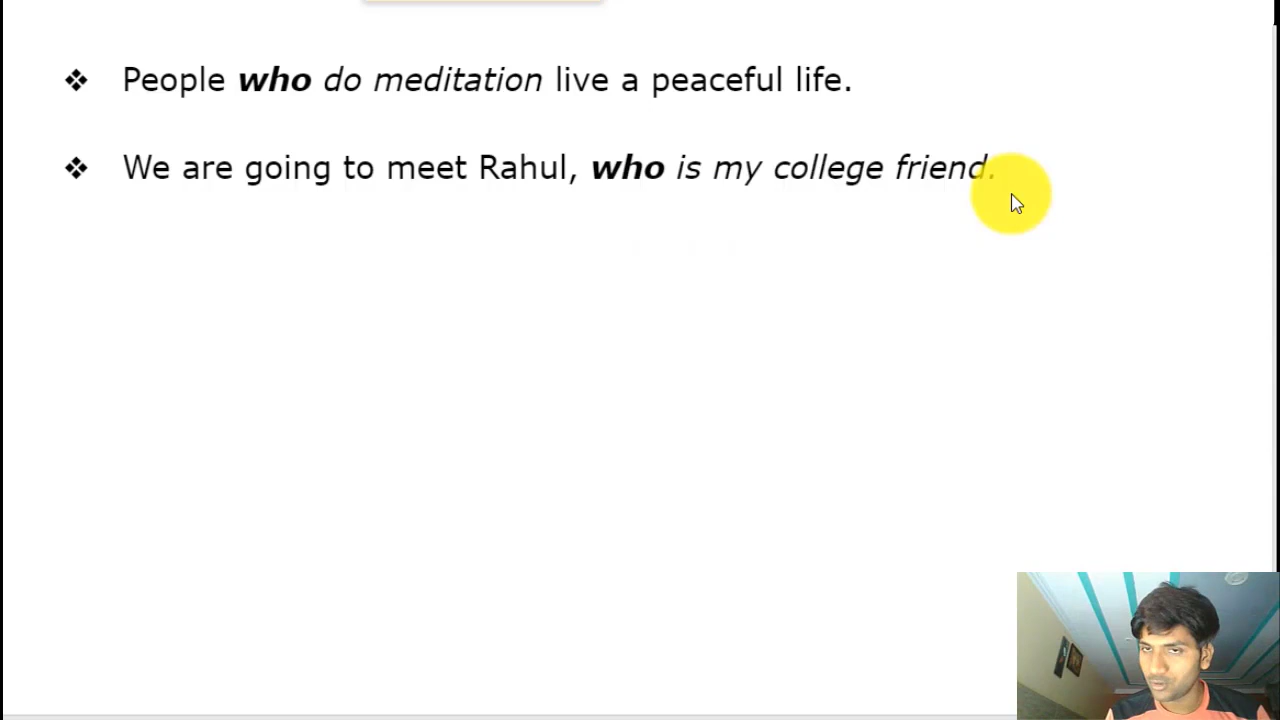 ❖ People who do meditation live a peaceful life.
❖ We are going to meet Rahul, who is my college friend.